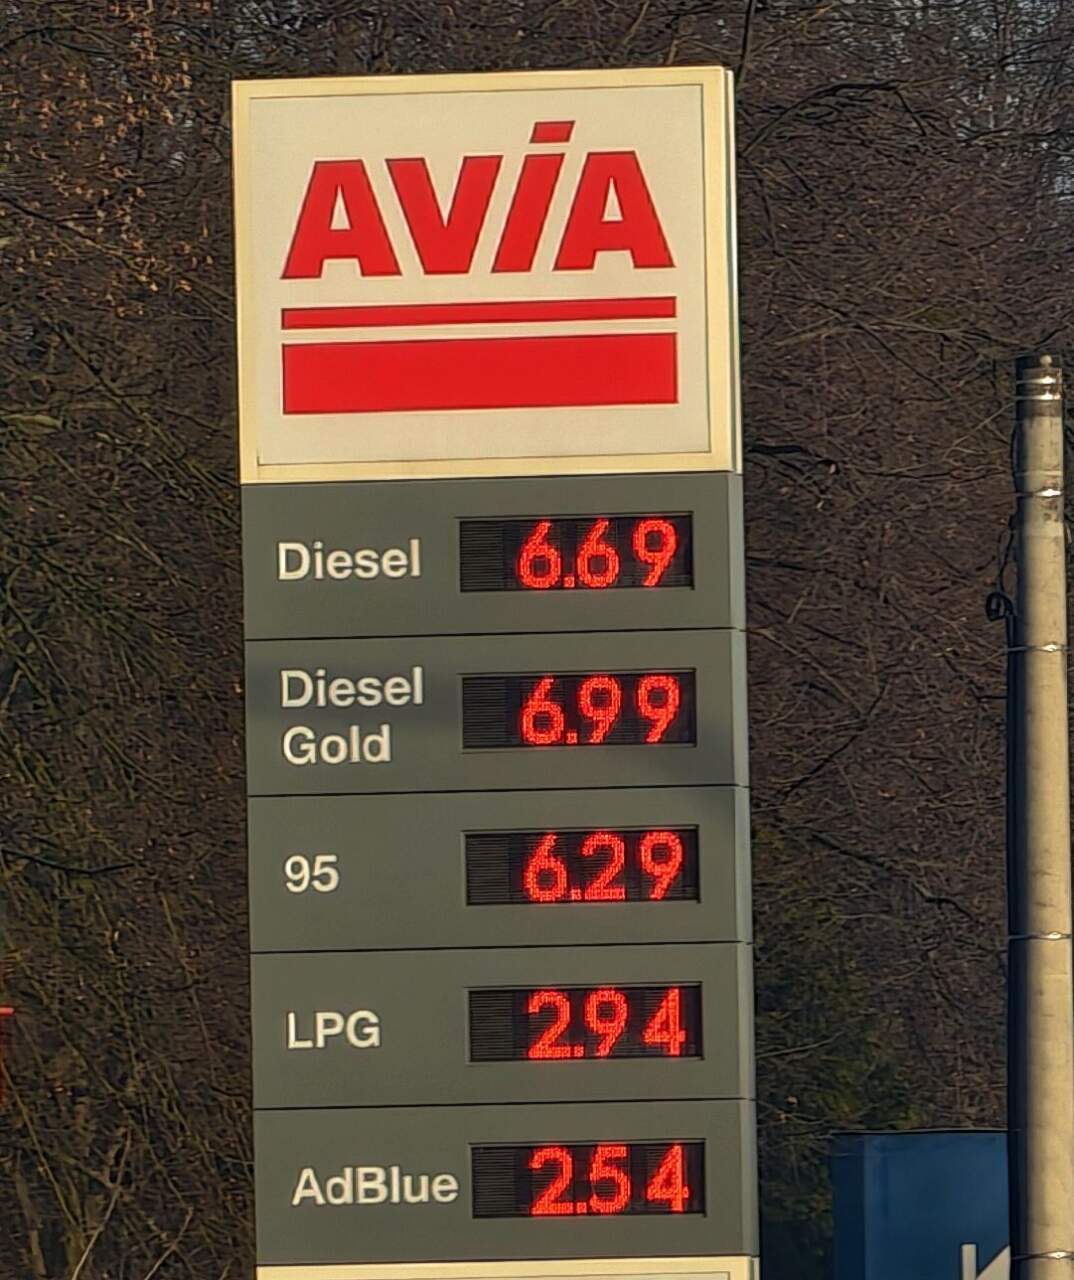 AVIA
Diesel 6.69
Diesel
Gold 6.99
95 6.29
LPG 2.94
AdBlue 2.54